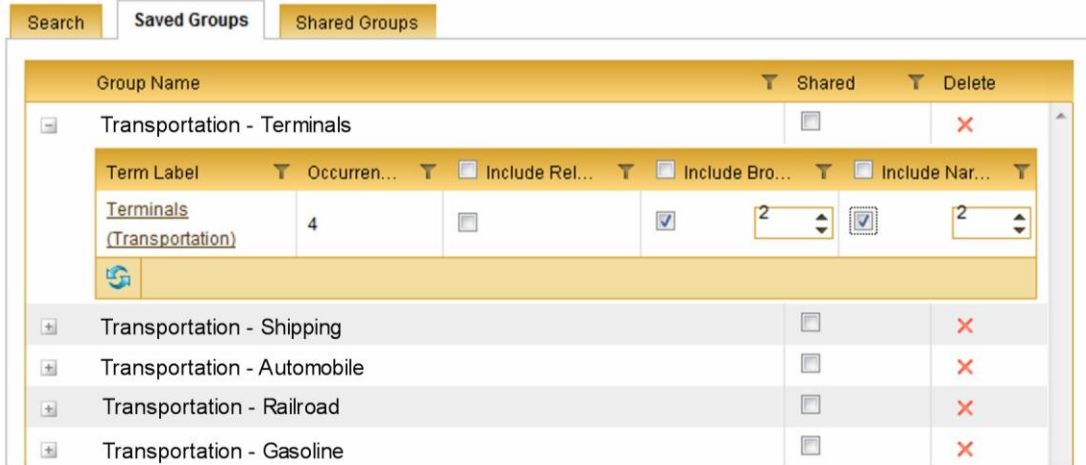 Search Saved Groups Shared Groups
Group Name Shared Delete
Transportation - Terminals
Term Label Occurren... Include Rel... Include Bro... Include Nar...
Terminals
(Transportation) 4 2 2
Transportation - Shipping
Transportation - Automobile
Transportation - Railroad
Transportation - Gasoline